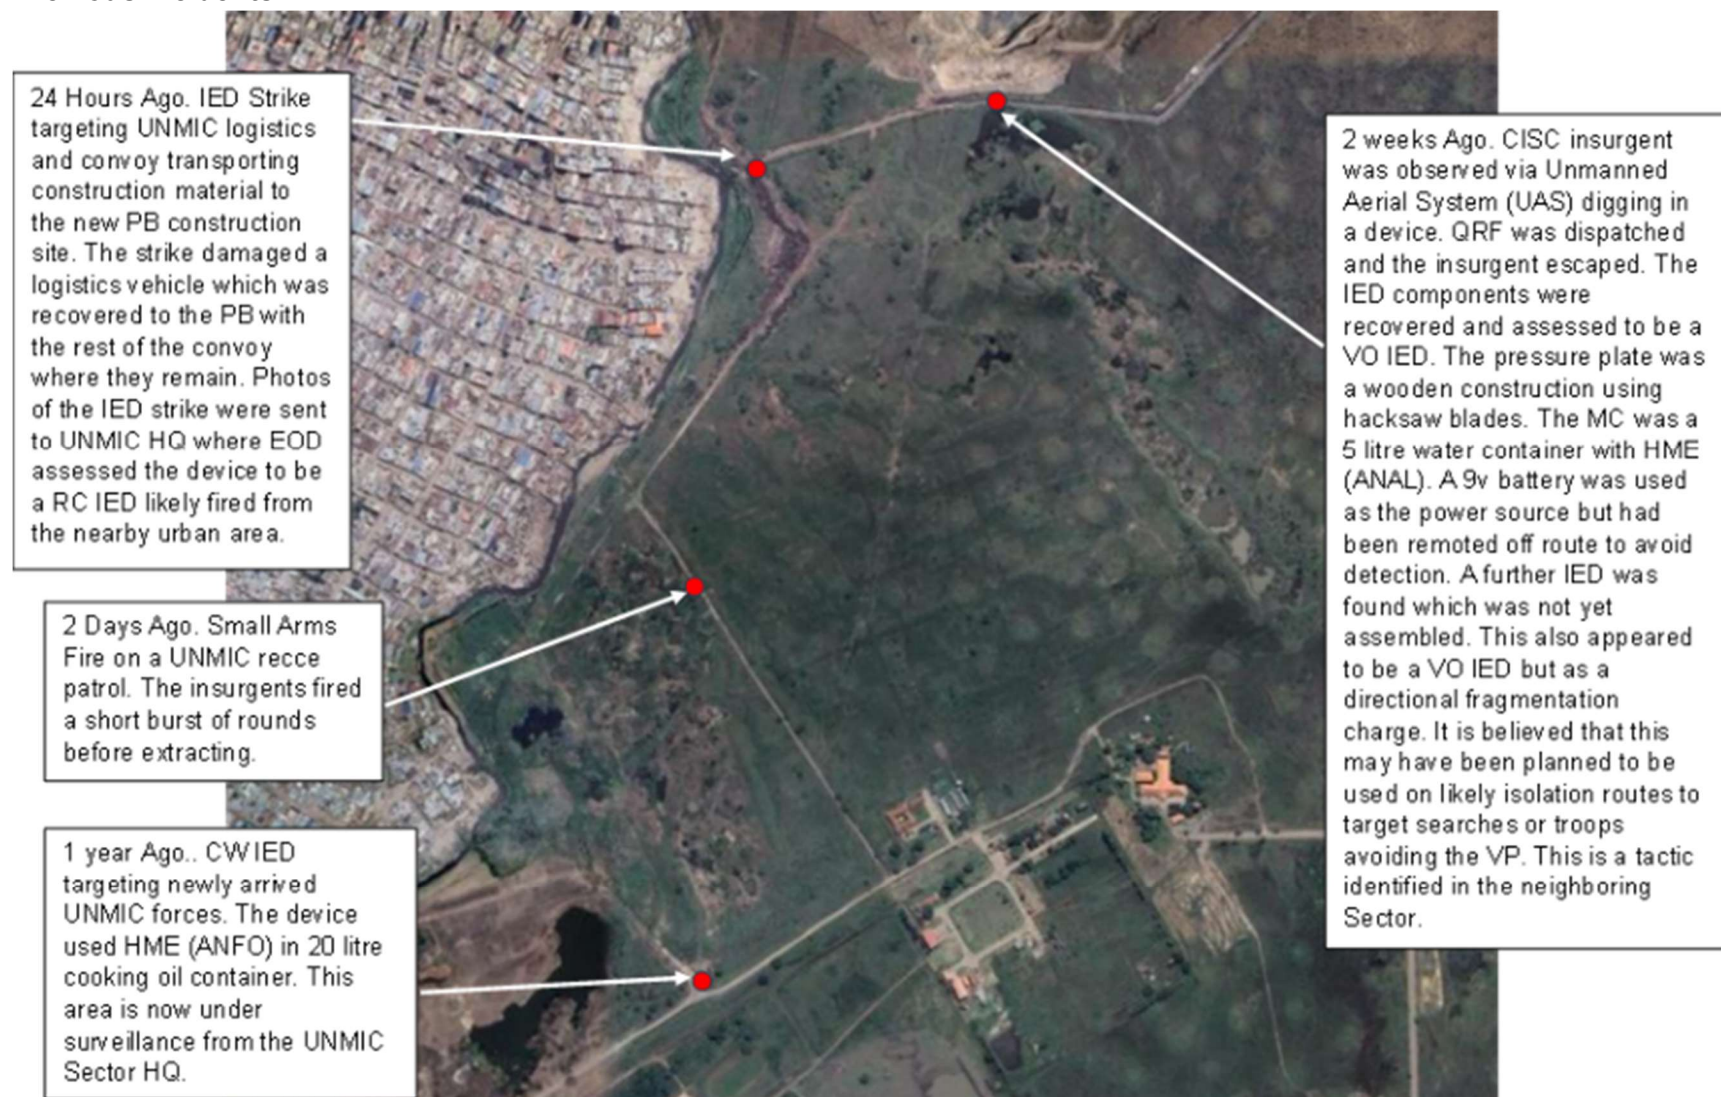 24 Hours Ago. IED Strike
targeting UNMIC logistics
and convoy transporting
construction material to
the new PB construction
site. The strike damaged a
logistics vehicle which was
recovered to the PB with
the rest of the convoy
where they remain. Photos
of the IED strike were sent
to UNMIC HQ where EOD
assessed the device to be
a RC IED likely fired from
the nearby urban area.
2 Days Ago. Small Arms
Fire on a UNMIC recce
patrol. The insurgents fired
a short burst of rounds
before extracting.
1 year Ago.. CWIED
targeting newly arrived
UNMIC forces. The device
used HME (ANFO) in 20 litre
cooking oil container. This
area is now under
surveillance from the UNMIC
Sector HQ.
2 weeks Ago. CISC insurgent
was observed via Unmanned
Aerial System (UAS) digging in
a device. QRF was dispatched
and the insurgent escaped. The
IED components were
recovered and assessed to be a
VO IED. The pressure plate was
a wooden construction using
hacksaw blades. The MC was a
5 litre water container with HME
(ANAL). A 9v battery was used
as the power source but had
been remoted off route to avoid
detection. A further IED was
found which was not yet
assembled. This also appeared
to be a VO IED but as a
directional fragmentation
charge. It is believed that this
may have been planned to be
used on likely isolation routes to
target searches or troops
avoiding the VP. This is a tactic
identified in the neighboring
Sector.